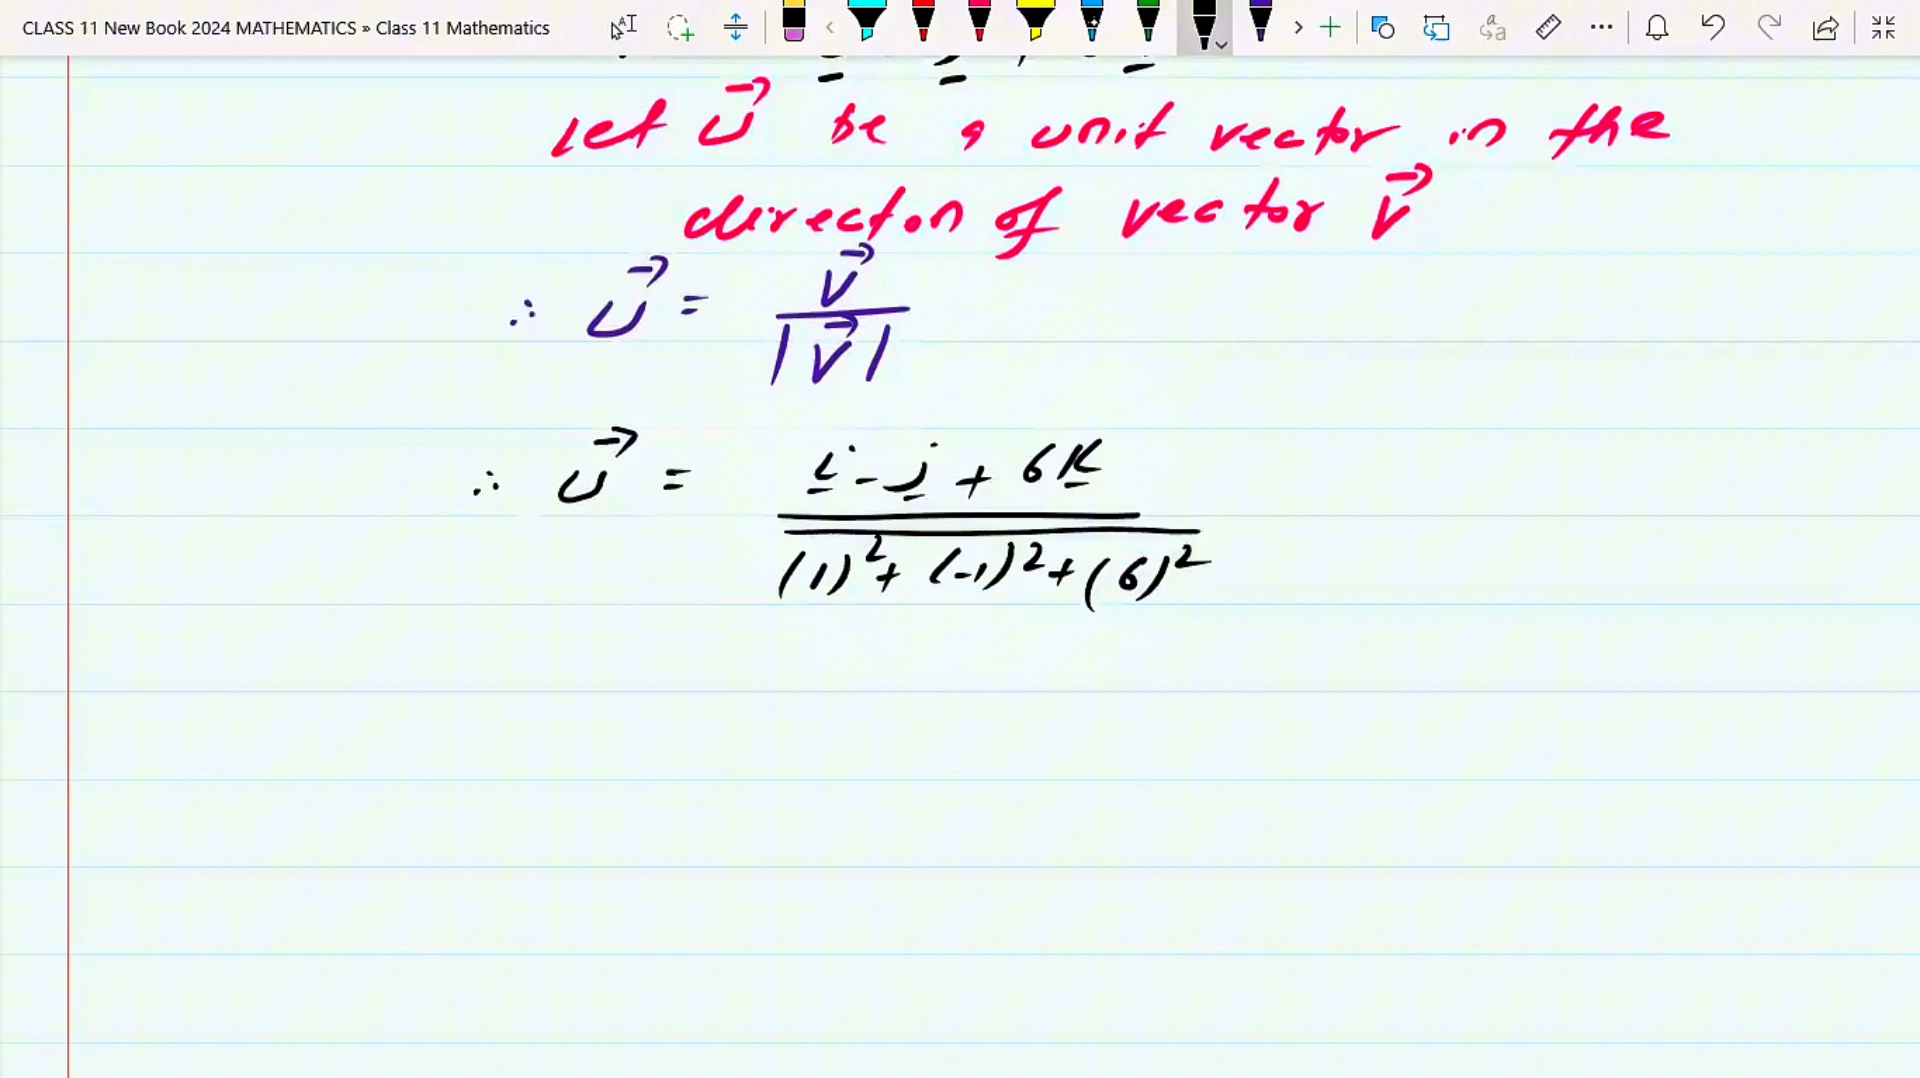 CLASS 11 New Book 2024 MATHEMATICS » Class 11 Mathematics
let u⃗ be a unit vector in the
directon of vector v⃗
∴ u⃗ = v⃗ / |v⃗|
∴ u⃗ = i - j + 6k / (1)² + (-1)² + (6)²